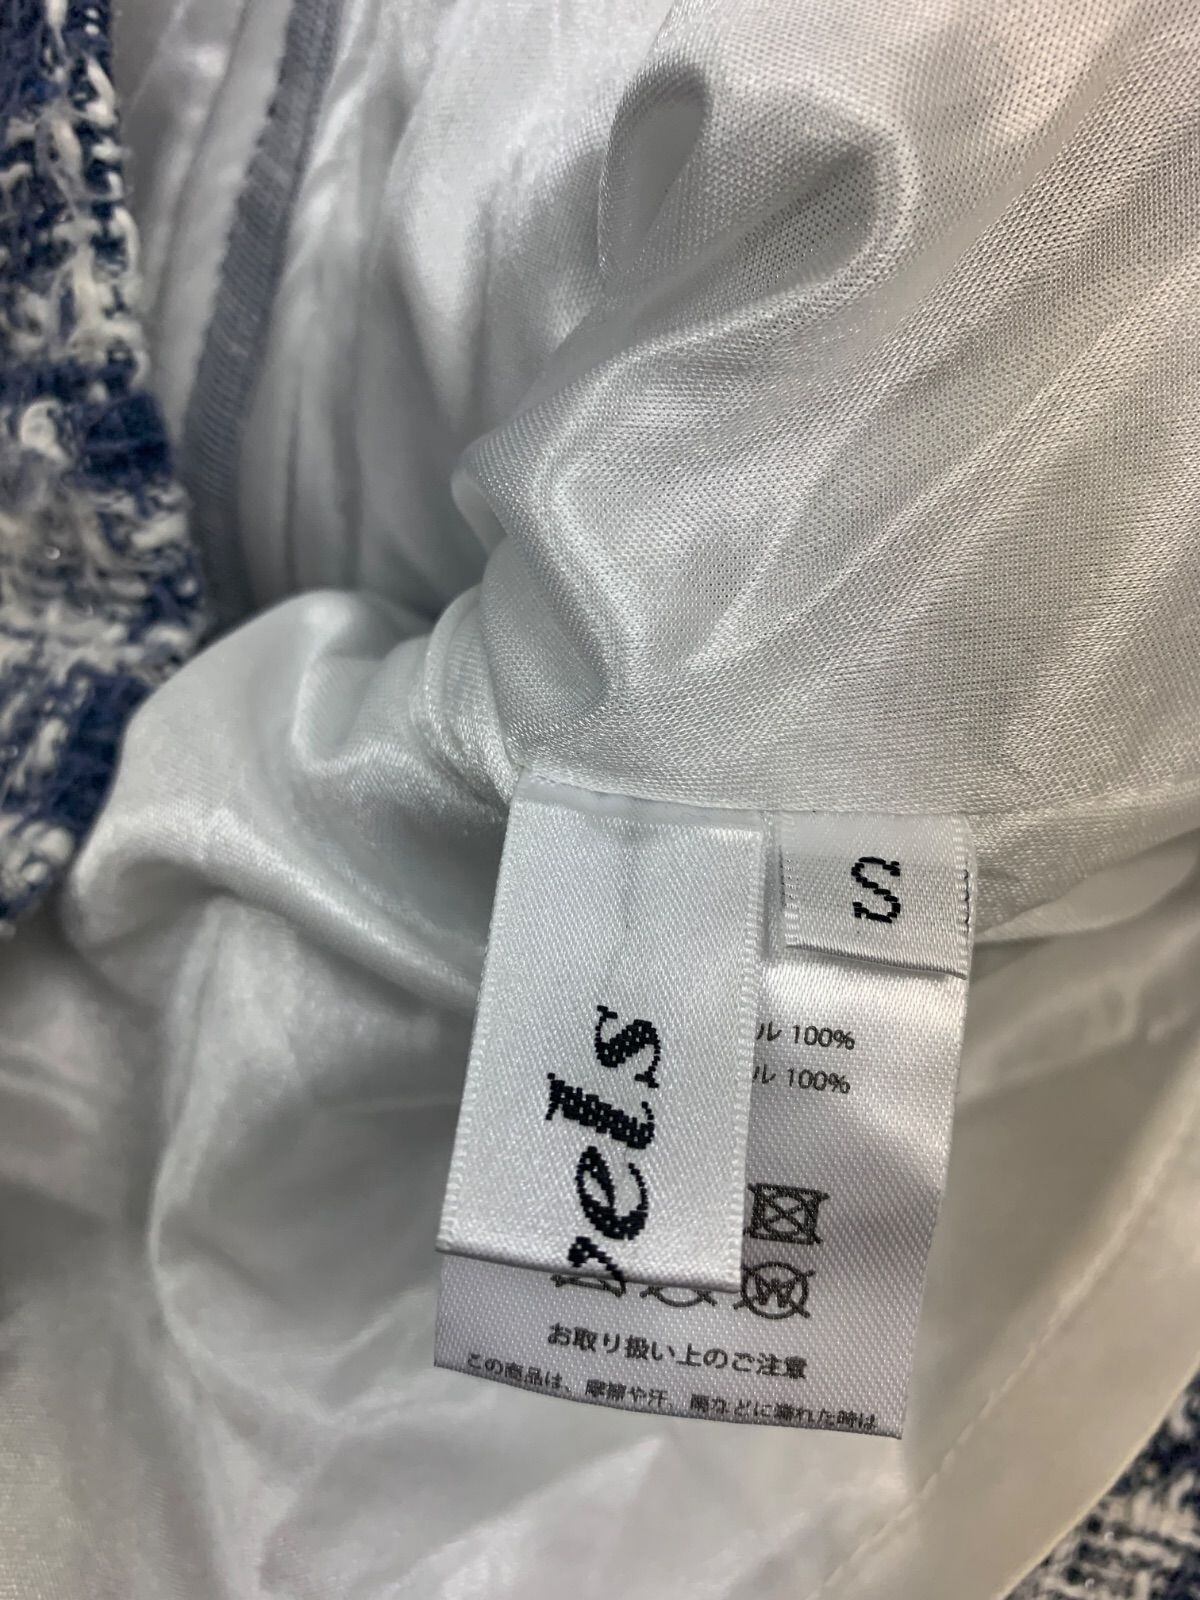 S
ル 100%
ル 100%
vels
お取り扱い上のご注意
この商品は、摩擦や汗、雨などに濡れた時は